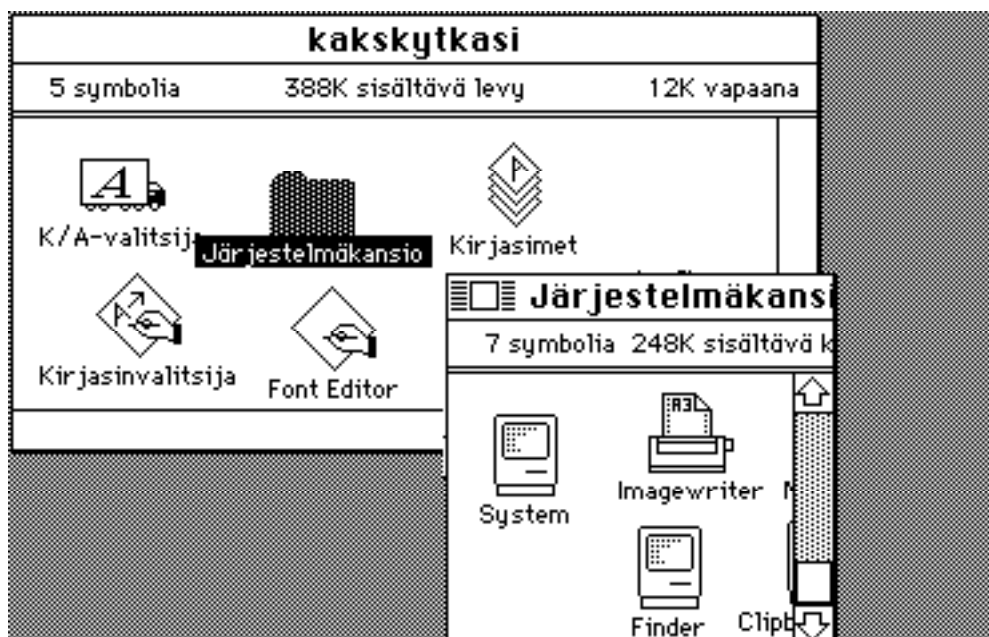 kakskytkasi
5 symbolia 388K sisältävä levy 12K vapaana
K/A-valitsij
Järjestelmäkansio
Kirjasimet
Kirjasinvalitsija
Font Editor
Järjestelmäkansi
7 symbolia 248K sisältävä k
System
Imagewriter
Finder
Clipb